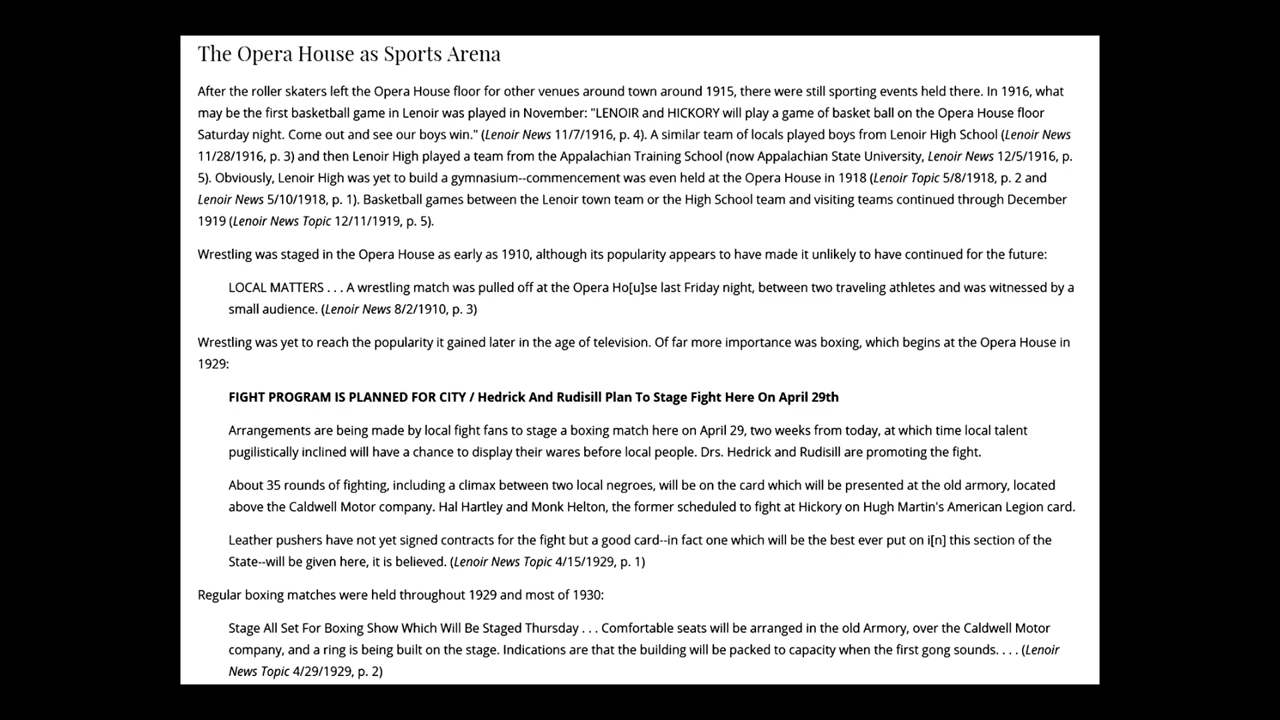 The Opera House as Sports Arena
After the roller skaters left the Opera House floor for other venues around town around 1915, there were still sporting events held there. In 1916, what
may be the first basketball game in Lenoir was played in November: "LENOIR and HICKORY will play a game of basket ball on the Opera House floor
Saturday night. Come out and see our boys win." (Lenoir News 11/7/1916, p. 4). A similar team of locals played boys from Lenoir High School (Lenoir News
11/28/1916, p. 3) and then Lenoir High played a team from the Appalachian Training School (now Appalachian State University, Lenoir News 12/5/1916, p.
5). Obviously, Lenoir High was yet to build a gymnasium--commencement was even held at the Opera House in 1918 (Lenoir Topic 5/8/1918, p. 2 and
Lenoir News 5/10/1918, p. 1). Basketball games between the Lenoir town team or the High School team and visiting teams continued through December
1919 (Lenoir News Topic 12/11/1919, p. 5).
Wrestling was staged in the Opera House as early as 1910, although its popularity appears to have made it unlikely to have continued for the future:
LOCAL MATTERS . . . A wrestling match was pulled off at the Opera Ho[u]se last Friday night, between two traveling athletes and was witnessed by a
small audience. (Lenoir News 8/2/1910, p. 3)
Wrestling was yet to reach the popularity it gained later in the age of television. Of far more importance was boxing, which begins at the Opera House in
1929:
FIGHT PROGRAM IS PLANNED FOR CITY / Hedrick And Rudisill Plan To Stage Fight Here On April 29th
Arrangements are being made by local fight fans to stage a boxing match here on April 29, two weeks from today, at which time local talent
pugilistically inclined will have a chance to display their wares before local people. Drs. Hedrick and Rudisill are promoting the fight.
About 35 rounds of fighting, including a climax between two local negroes, will be on the card which will be presented at the old armory, located
above the Caldwell Motor company. Hal Hartley and Monk Helton, the former scheduled to fight at Hickory on Hugh Martin's American Legion card.
Leather pushers have not yet signed contracts for the fight but a good card--in fact one which will be the best ever put on i[n] this section of the
State--will be given here, it is believed. (Lenoir News Topic 4/15/1929, p. 1)
Regular boxing matches were held throughout 1929 and most of 1930:
Stage All Set For Boxing Show Which Will Be Staged Thursday . . . Comfortable seats will be arranged in the old Armory, over the Caldwell Motor
company, and a ring is being built on the stage. Indications are that the building will be packed to capacity when the first gong sounds. . . . (Lenoir
News Topic 4/29/1929, p. 2)